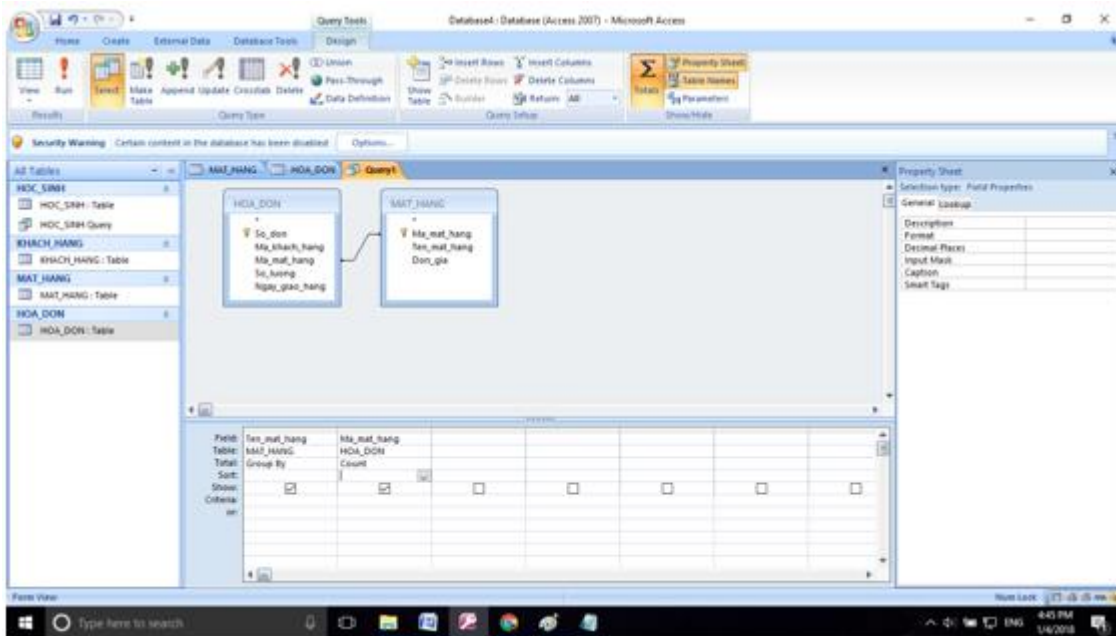 Query Tools
Database4 : Database (Access 2007) - Microsoft Access
Home Create External Data Database Tools Design
View
Run
Select
Make Table
Append
Update
Crosstab
Delete
Union
Pass-Through
Data Definition
Show Table
Insert Rows
Delete Rows
Builder
Insert Columns
Delete Columns
Return: All
Totals
Property Sheet
Table Names
Parameters
Results
Query Type
Query Setup
Show/Hide
Security Warning Certain content in the database has been disabled Options...
All Tables
HOC_SINH
HOC_SINH : Table
HOC_SINH Query
KHACH_HANG
KHACH_HANG : Table
MAT_HANG
MAT_HANG : Table
HOA_DON
HOA_DON : Table
MAT_HANG HOA_DON Query1
HOA_DON
*
So_don
Ma_khach_hang
Ma_mat_hang
So_luong
Ngay_giao_hang
MAT_HANG
*
Ma_mat_hang
Ten_mat_hang
Don_gia
Field: Ten_mat_hang Ma_mat_hang
Table: MAT_HANG HOA_DON
Total: Group By Count
Sort:
Show:
Criteria:
or:
Property Sheet
Selection type: Field Properties
General Lookup
Description
Format
Decimal Places
Input Mask
Caption
Smart Tags
Form View
Num Lock
Type here to search
ENG
4:45 PM
1/4/2018